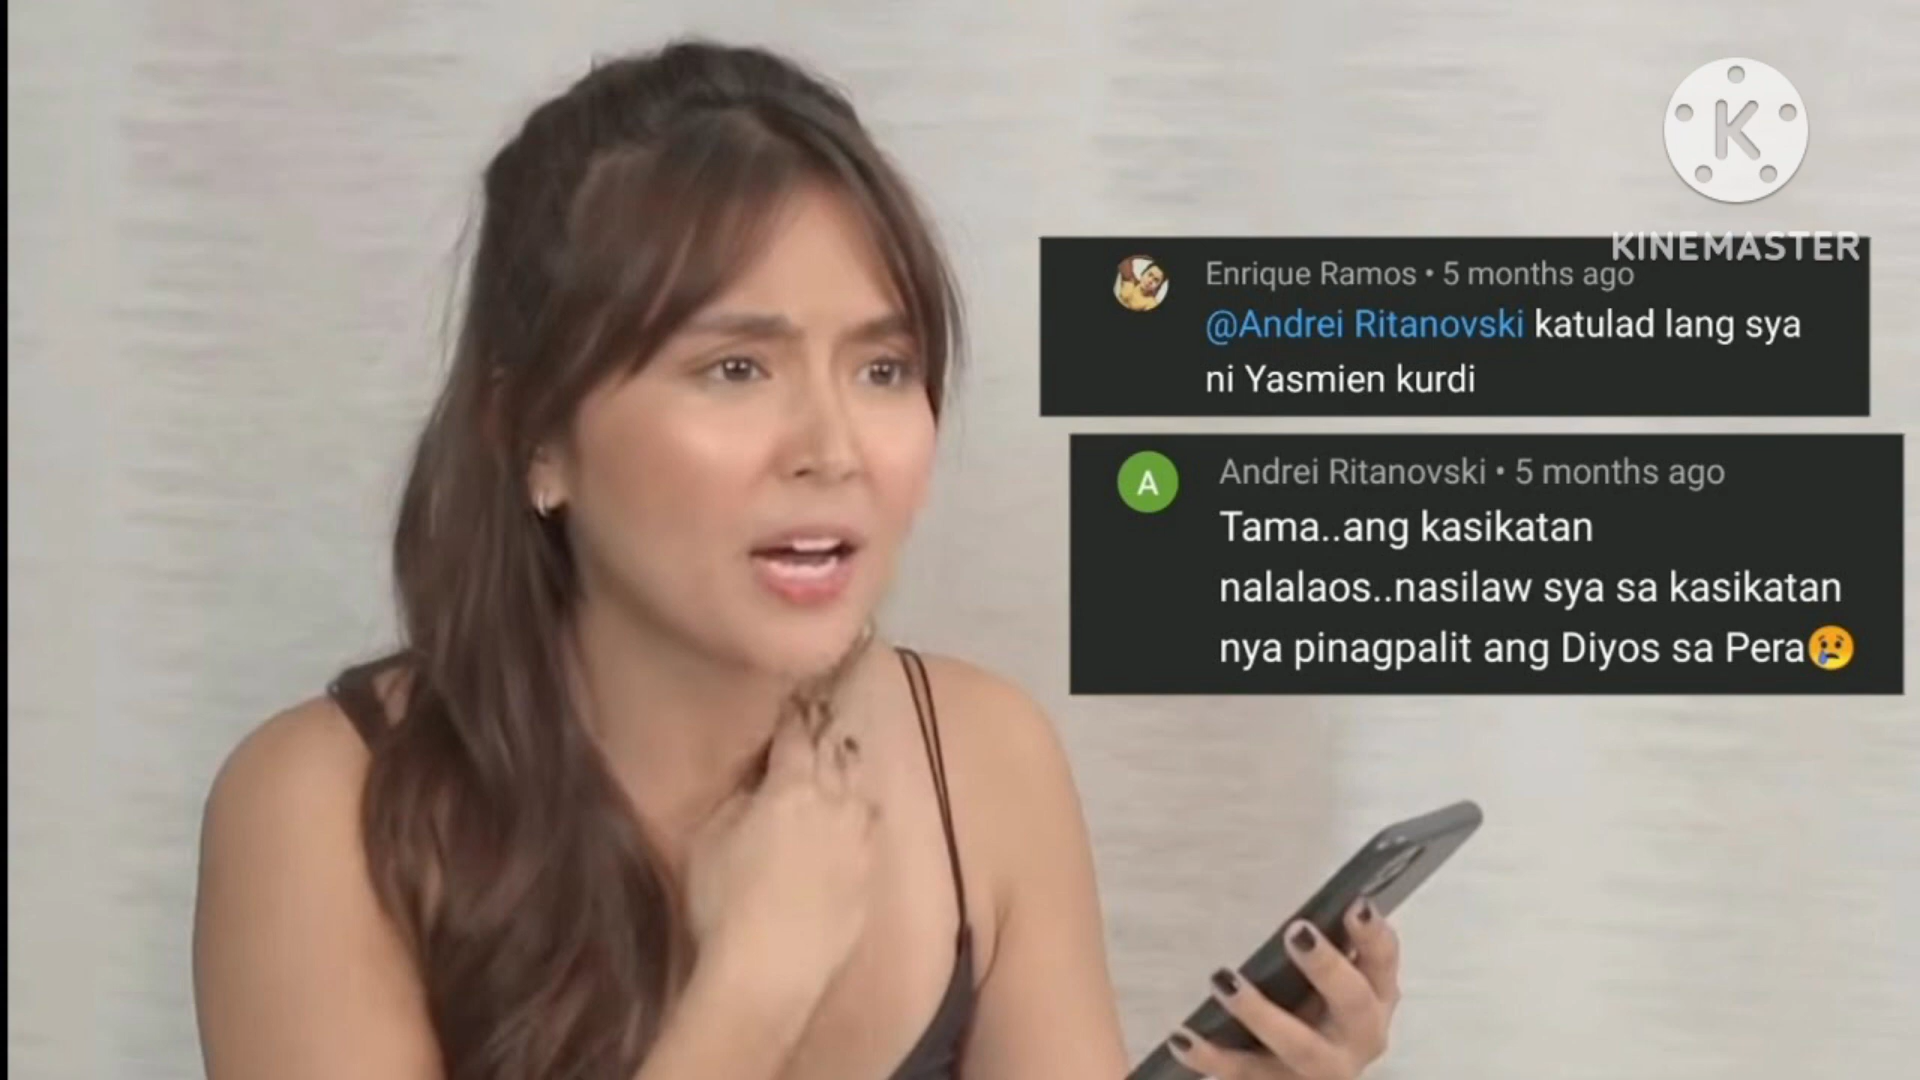 K
KINEMASTER
Enrique Ramos • 5 months ago
@Andrei Ritanovski katulad lang sya
ni Yasmien kurdi
A
Andrei Ritanovski • 5 months ago
Tama..ang kasikatan
nalalaos..nasilaw sya sa kasikatan
nya pinagpalit ang Diyos sa Pera😢